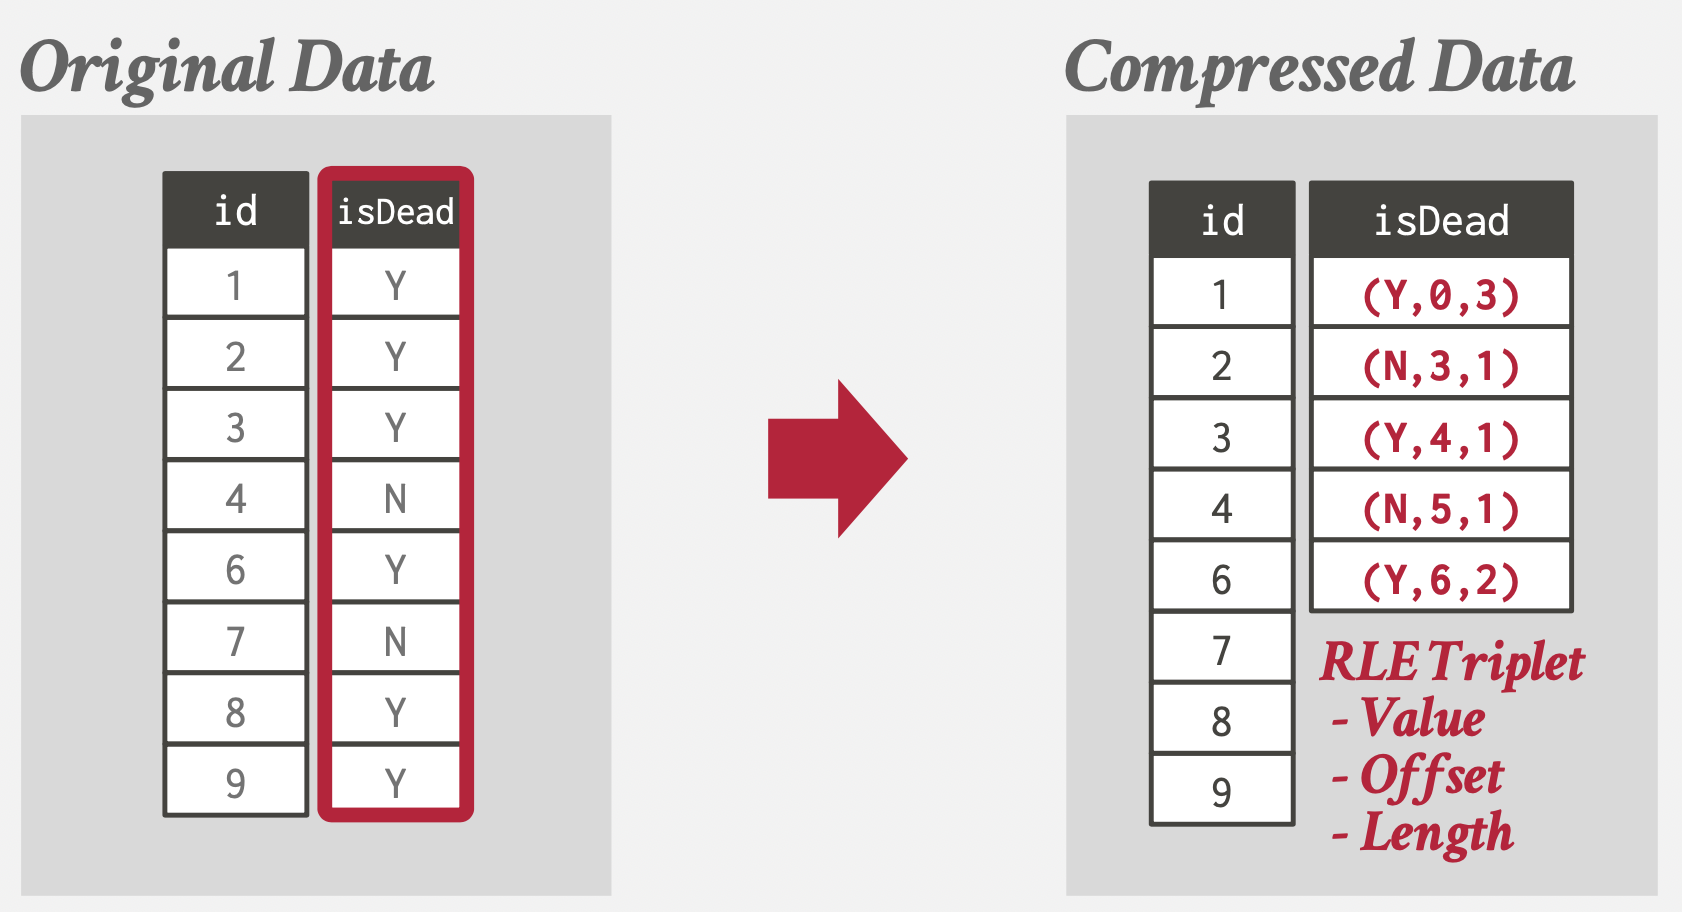 Original Data
id isDead
1 Y
2 Y
3 Y
4 N
6 Y
7 N
8 Y
9 Y
Compressed Data
id isDead
1 (Y,0,3)
2 (N,3,1)
3 (Y,4,1)
4 (N,5,1)
6 (Y,6,2)
7
8
9
RLE Triplet
- Value
- Offset
- Length